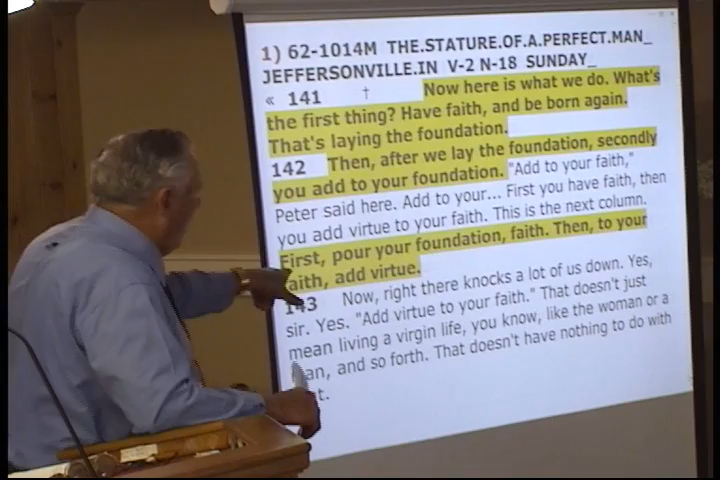 1) 62-1014M THE.STATURE.OF.A.PERFECT.MAN_
JEFFERSONVILLE.IN V-2 N-18 SUNDAY_
« 141 † Now here is what we do. What's
the first thing? Have faith, and be born again.
That's laying the foundation.
142 Then, after we lay the foundation, secondly
you add to your foundation. "Add to your faith,"
Peter said here. Add to your... First you have faith, then
you add virtue to your faith. This is the next column.
First, pour your foundation, faith. Then, to your
faith, add virtue.
143 Now, right there knocks a lot of us down. Yes,
sir. Yes. "Add virtue to your faith." That doesn't just
mean living a virgin life, you know, like the woman or a
man, and so forth. That doesn't have nothing to do with